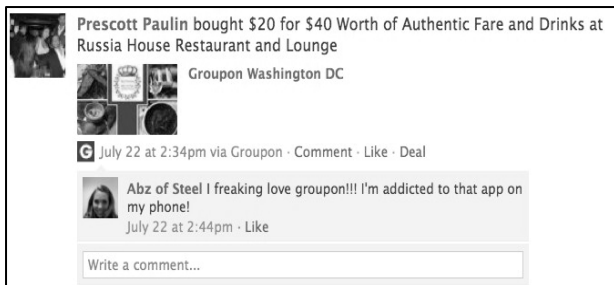 Prescott Paulin bought $20 for $40 Worth of Authentic Fare and Drinks at
Russia House Restaurant and Lounge
Groupon Washington DC
G July 22 at 2:34pm via Groupon · Comment · Like · Deal
Abz of Steel I freaking love groupon!!! I'm addicted to that app on
my phone!
July 22 at 2:44pm · Like
Write a comment...